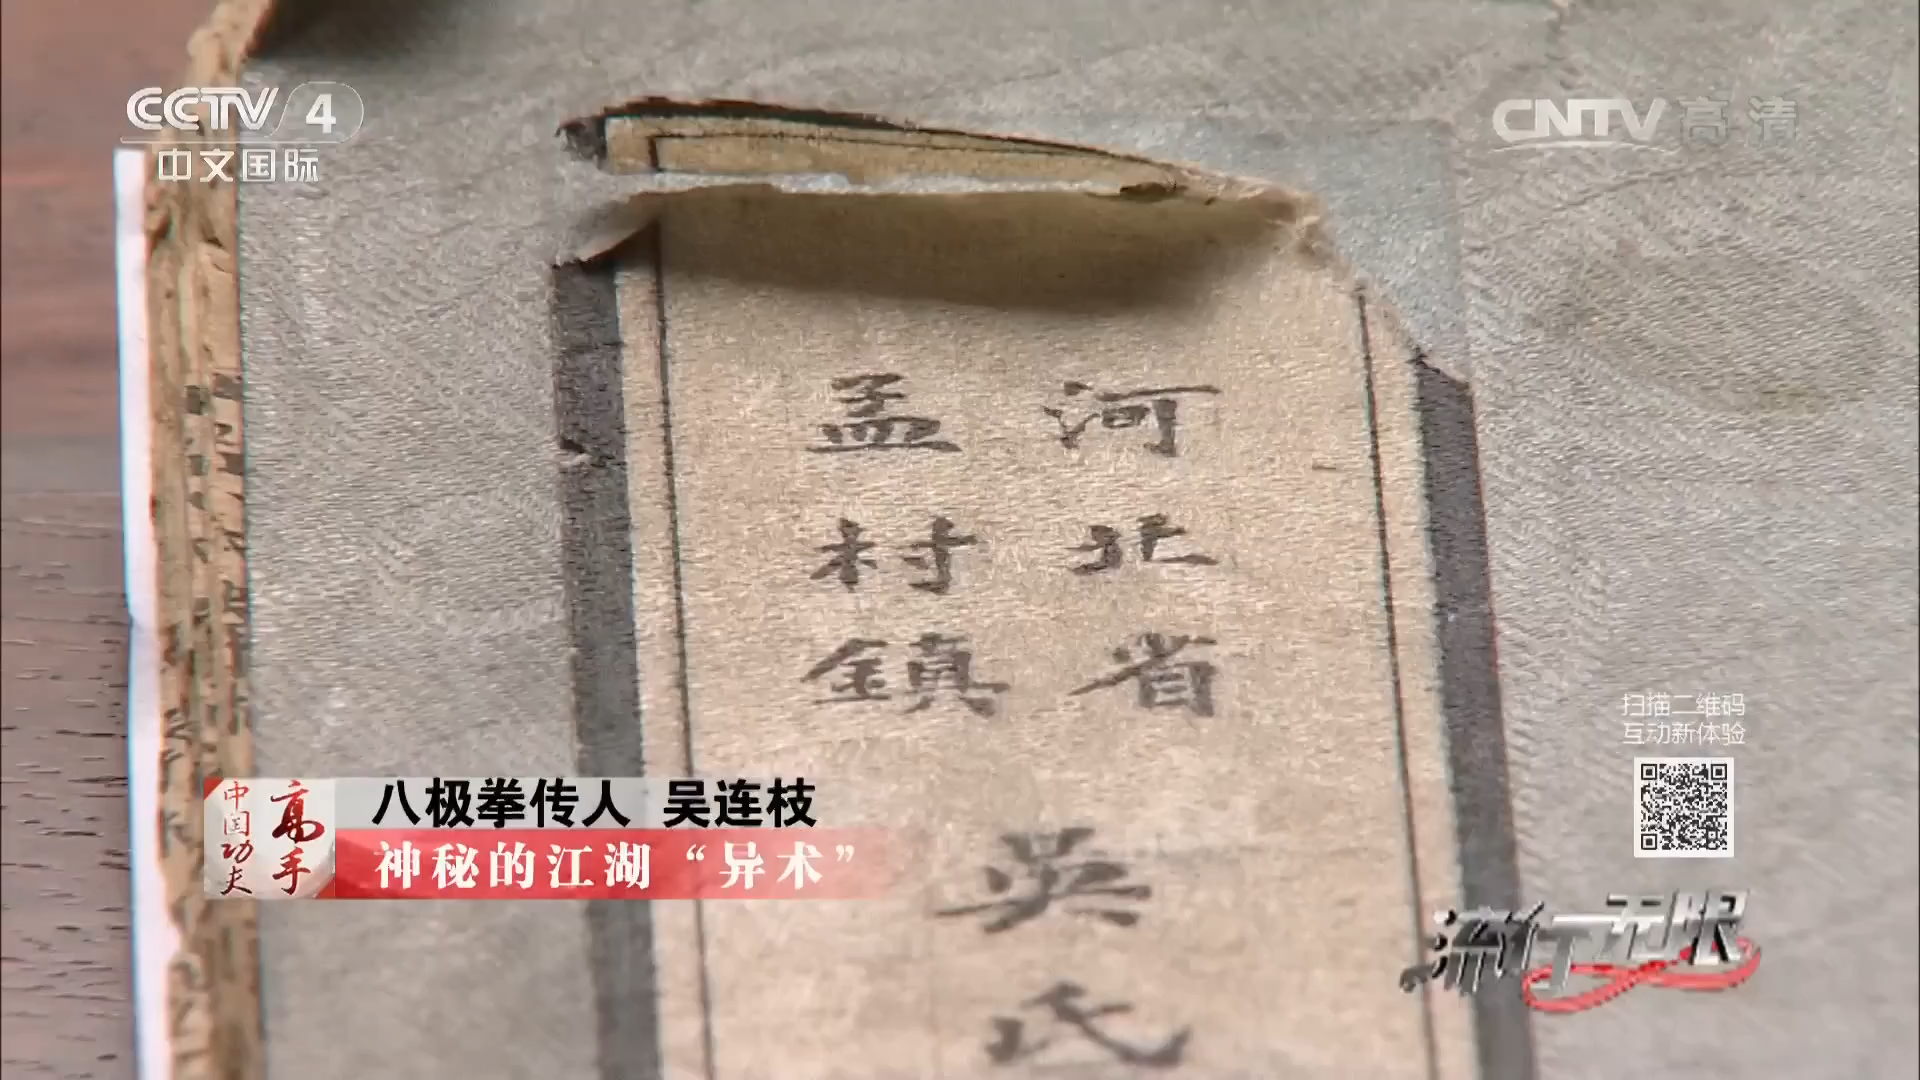 CCTV 4
中文国际
CNTV 高清
河北省
孟村鎮
吳氏
扫描二维码
互动新体验
中国功夫
高手
八极拳传人 吴连枝
神秘的江湖“异术”
流行无限